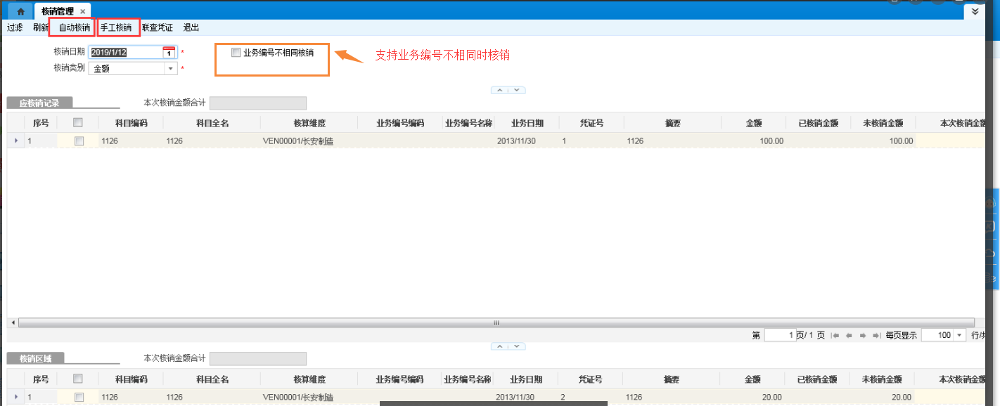 核销管理 ×
过滤 刷新 自动核销 手工核销 联查凭证 退出
核销日期 2019/1/12 1 * 业务编号不相同核销 支持业务编号不相同时核销
核销类别 金额 *
应核销记录 本次核销金额合计
序号 科目编码 科目全名 核算维度 业务编号编码 业务编号名称 业务日期 凭证号 摘要 金额 已核销金额 未核销金额 本次核销金额
1 1126 1126 VEN00001/长安制造 2013/11/30 1 1126 100.00 100.00
第 1 页/ 1 页 每页显示 100 行/
核销区域 本次核销金额合计
序号 科目编码 科目全名 核算维度 业务编号编码 业务编号名称 业务日期 凭证号 摘要 金额 已核销金额 未核销金额 本次核销金额
1 1126 1126 VEN00001/长安制造 2013/11/30 2 1126 20.00 20.00